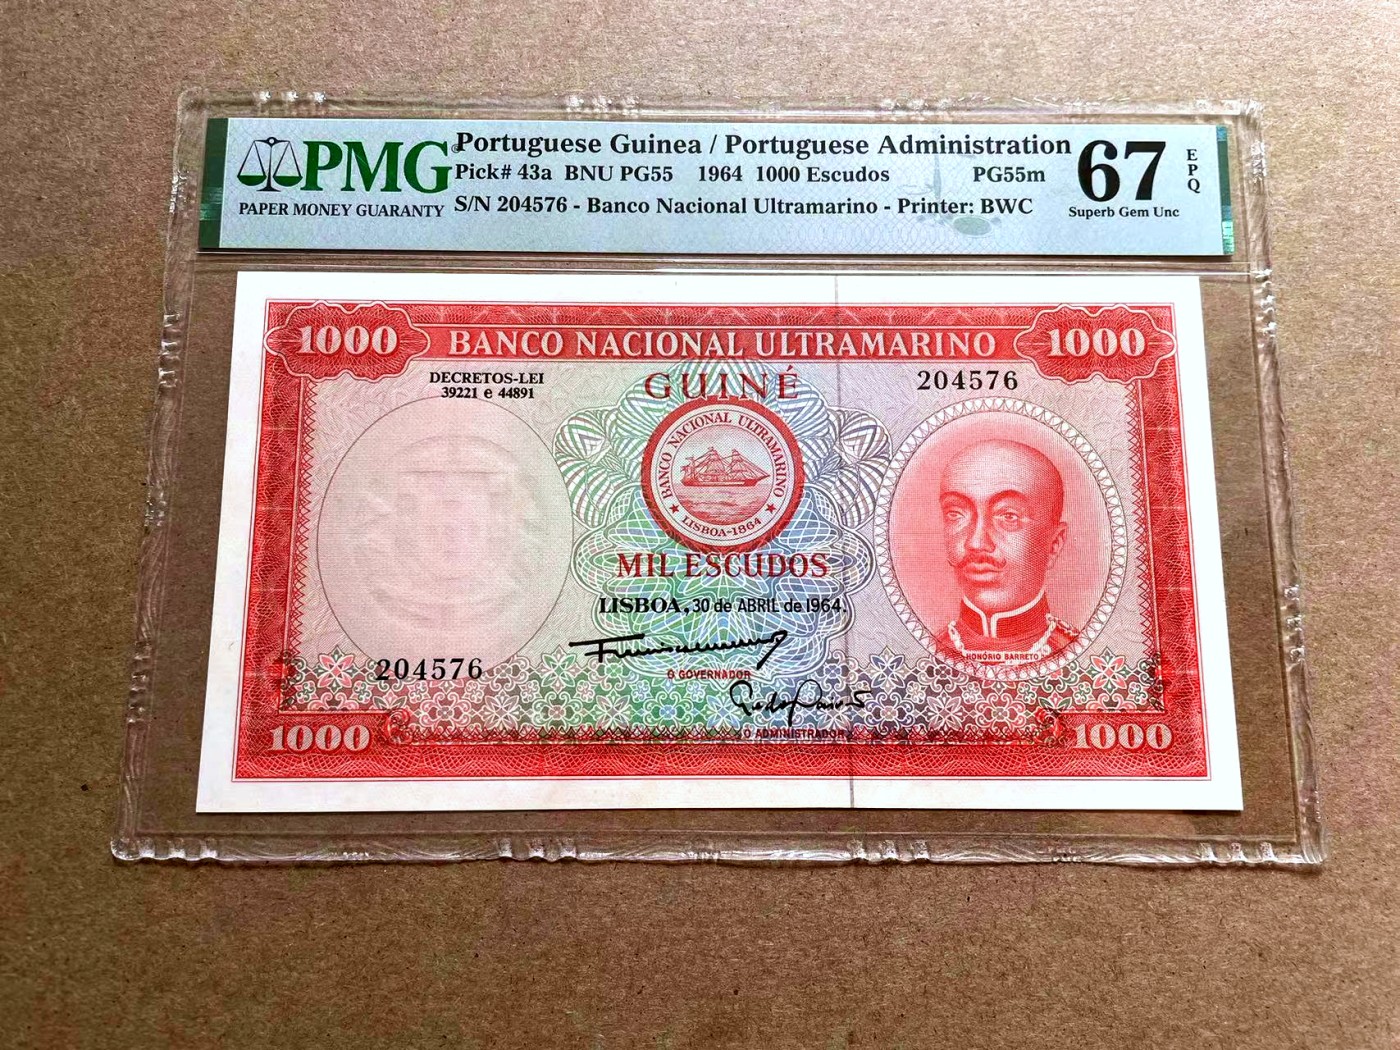 PMG
PAPER MONEY GUARANTY
Portuguese Guinea / Portuguese Administration
Pick# 43a BNU PG55 1964 1000 Escudos PG55m
S/N 204576 - Banco Nacional Ultramarino - Printer: BWC
67
EPQ
Superb Gem Unc
1000 BANCO NACIONAL ULTRAMARINO 1000
DECRETOS-LEI
39221 e 44891
GUINÉ
204576
BANCO NACIONAL ULTRAMARINO
★ LISBOA-1864 ★
MIL ESCUDOS
LISBOA, 30 de ABRIL de 1964.
HONÓRIO BARRETO
204576
O GOVERNADOR
O ADMINISTRADOR
1000 1000